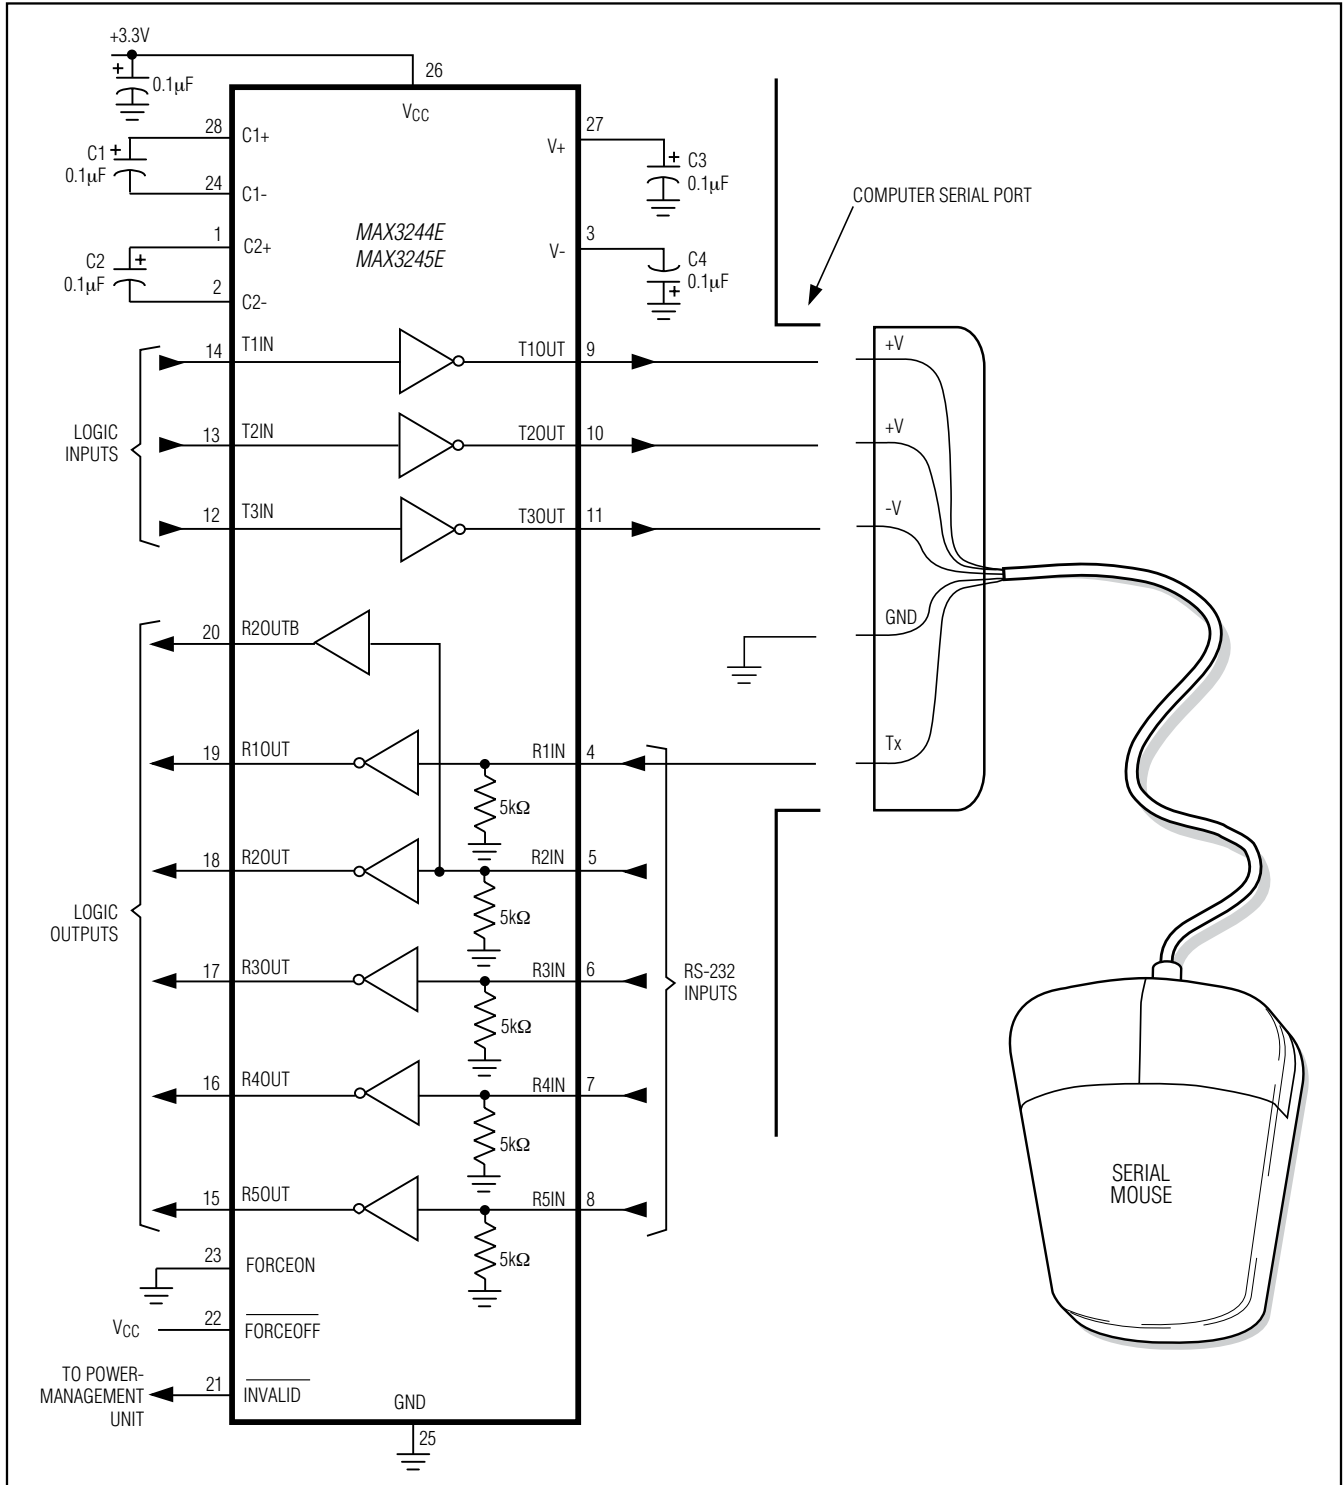 +3.3V
0.1µF
26
VCC
28
C1+
C1
0.1µF
+
24
C1-
27
V+
+
C3
0.1µF
COMPUTER SERIAL PORT
MAX3244E
MAX3245E
1
C2+
C2
0.1µF
+
2
C2-
3
V-
C4
0.1µF
+
+
LOGIC
INPUTS
14
T1IN
T1OUT
9
+V
13
T2IN
T2OUT
10
+V
12
T3IN
T3OUT
11
-V
20
R2OUTB
GND
19
R1OUT
R1IN
4
Tx
5kΩ
18
R2OUT
R2IN
5
5kΩ
LOGIC
OUTPUTS
17
R3OUT
R3IN
6
RS-232
INPUTS
5kΩ
16
R4OUT
R4IN
7
5kΩ
15
R5OUT
R5IN
8
5kΩ
SERIAL
MOUSE
23
FORCEON
VCC
22
FORCEOFF
TO POWER-
MANAGEMENT
UNIT
21
INVALID
GND
25